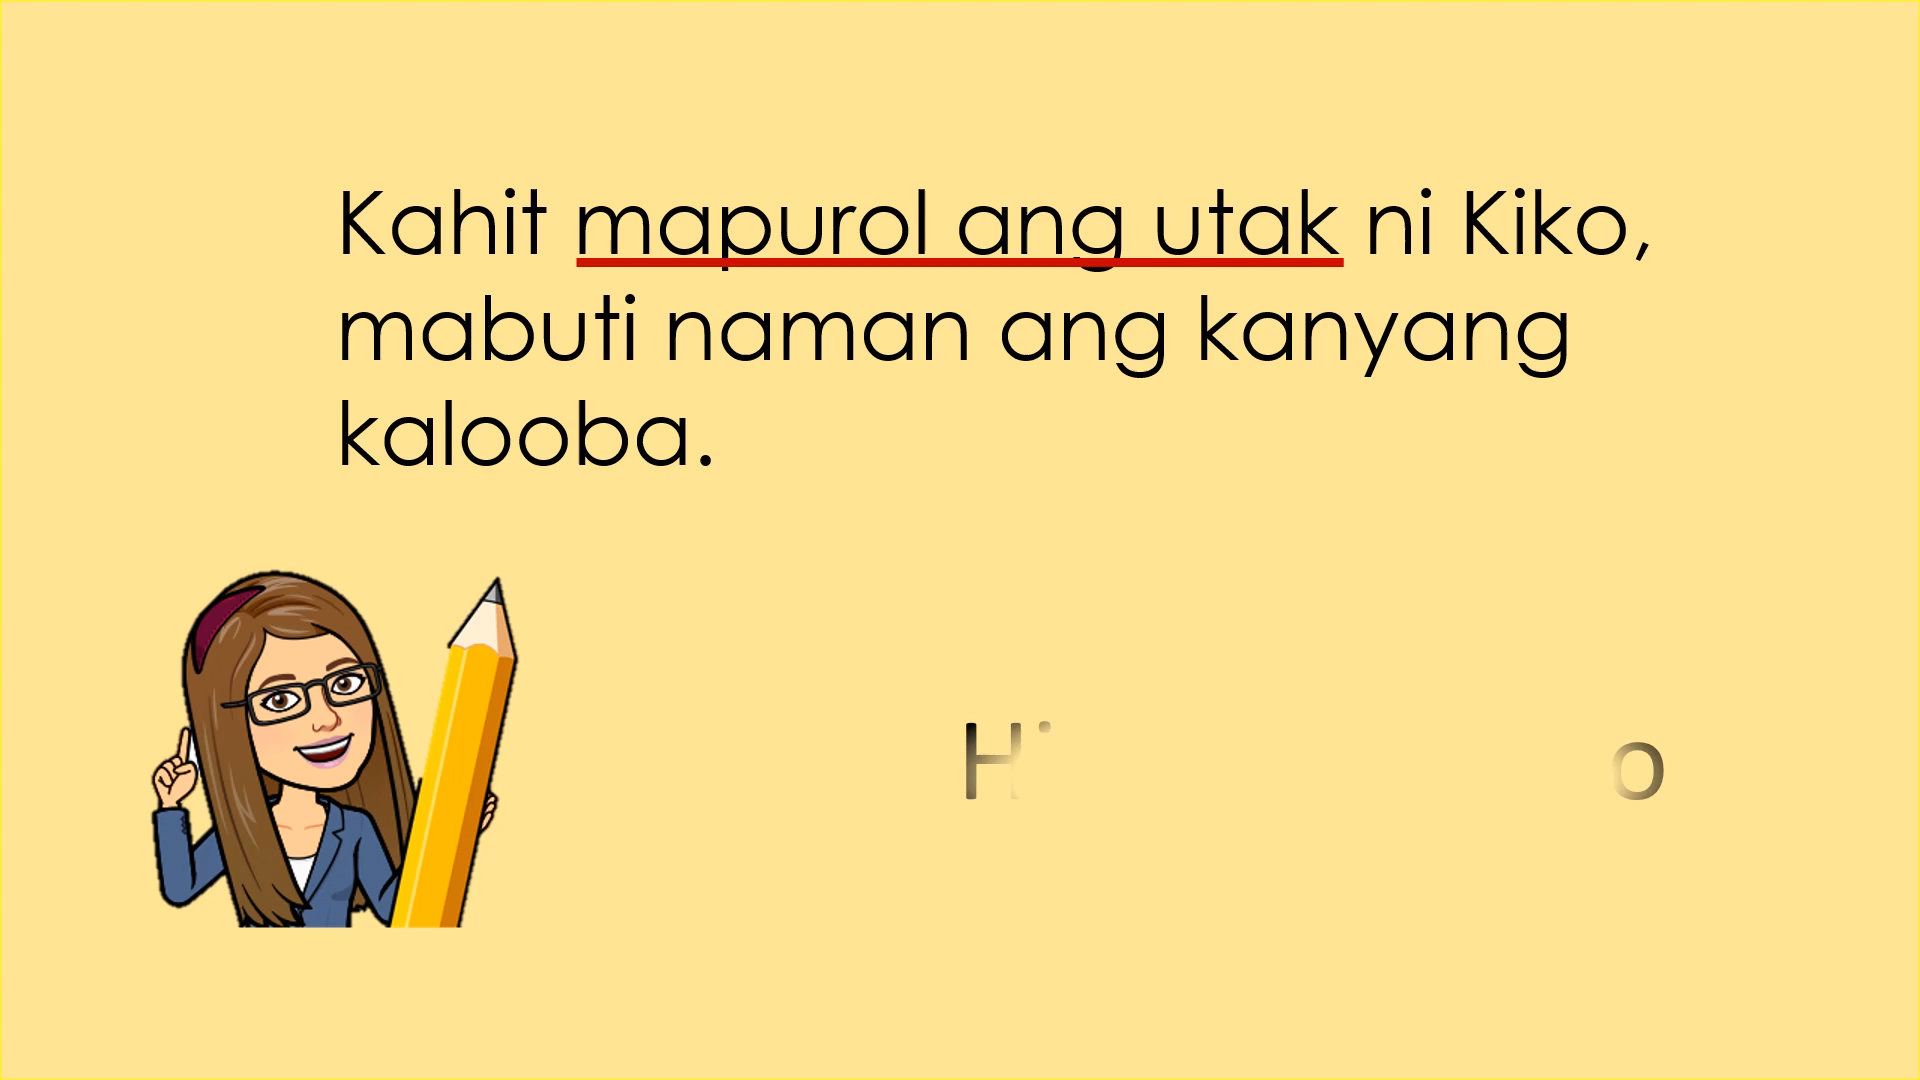 Kahit mapurol ang utak ni Kiko,
mabuti naman ang kanyang
kalooba.